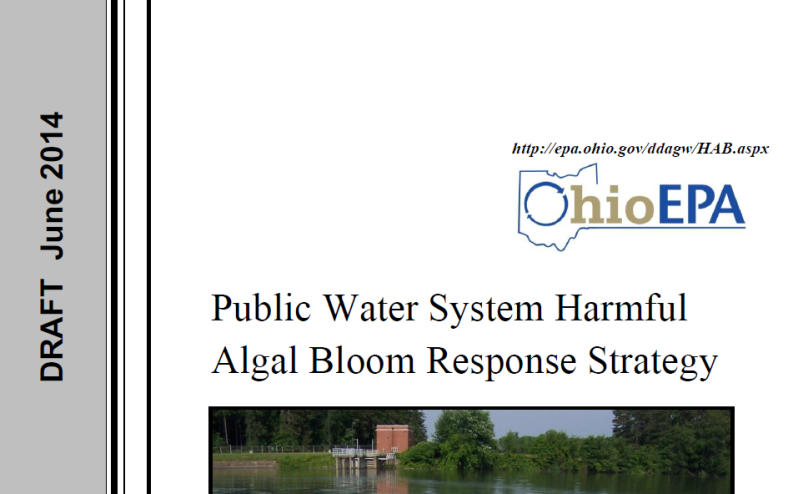 DRAFT June 2014
http://epa.ohio.gov/ddagw/HAB.aspx
OhioEPA
Public Water System Harmful
Algal Bloom Response Strategy